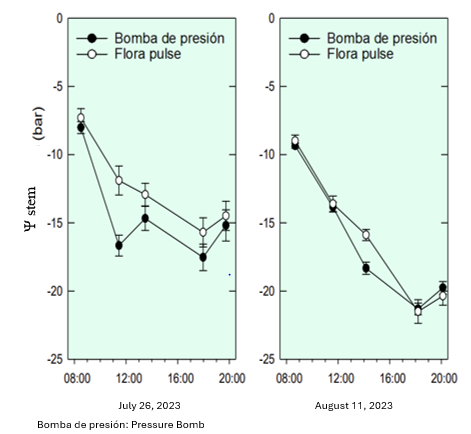 0
Bomba de presión
Flora pulse
-5
-10
-15
-20
-25
Ψ stem (bar)
08:00 12:00 16:00 20:00
July 26, 2023
0
Bomba de presión
Flora pulse
-5
-10
-15
-20
-25
08:00 12:00 16:00 20:00
August 11, 2023
Bomba de presión: Pressure Bomb